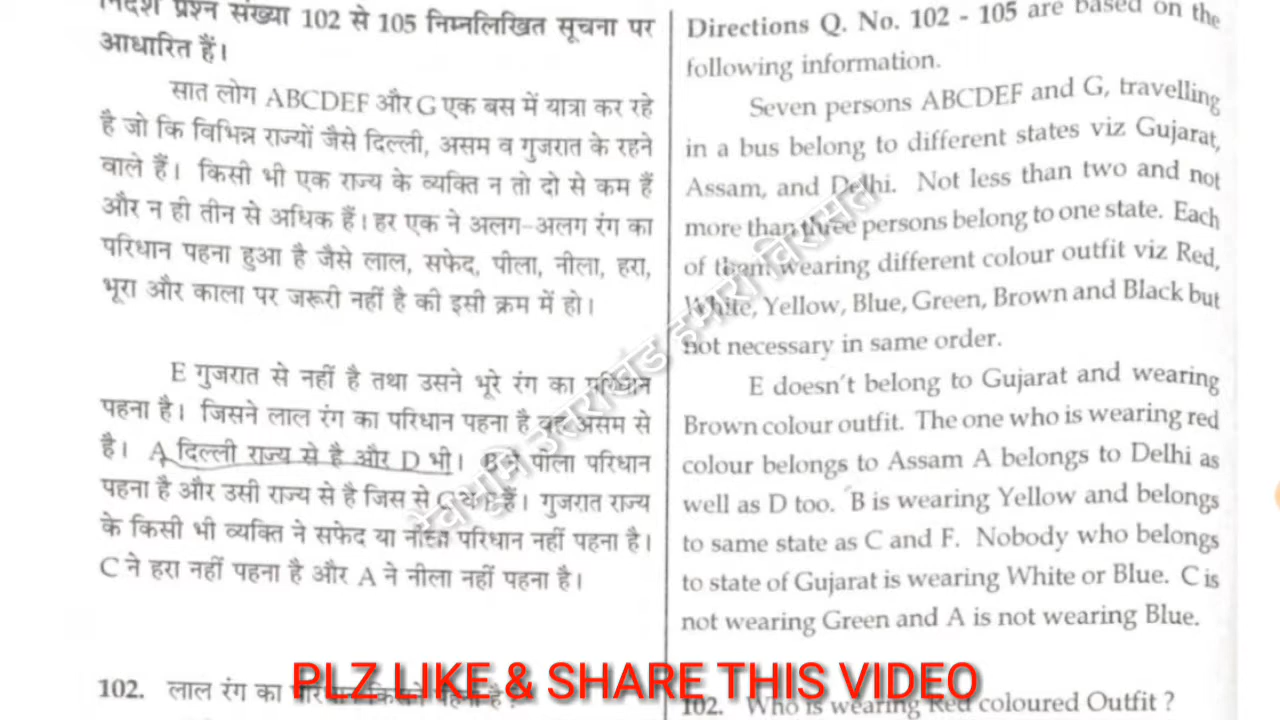 निर्देश प्रश्न संख्या 102 से 105 निम्नलिखित सूचना पर
आधारित हैं।
सात लोग ABCDEF और G एक बस में यात्रा कर रहे
है जो कि विभिन्न राज्यों जैसे दिल्ली, असम व गुजरात के रहने
वाले हैं। किसी भी एक राज्य के व्यक्ति न तो दो से कम हैं
और न ही तीन से अधिक हैं। हर एक ने अलग-अलग रंग का
परिधान पहना हुआ है जैसे लाल, सफेद, पीला, नीला, हरा,
भूरा और काला पर जरूरी नहीं है की इसी क्रम में हो।
E गुजरात से नहीं है तथा उसने भूरे रंग का परिधान
पहना है। जिसने लाल रंग का परिधान पहना है वह असम से
है। A दिल्ली राज्य से है और D भी। B ने पीला परिधान
पहना है और उसी राज्य से है जिस से C व F हैं। गुजरात राज्य
के किसी भी व्यक्ति ने सफेद या नीला परिधान नहीं पहना है।
C ने हरा नहीं पहना है और A ने नीला नहीं पहना है।
102. लाल रंग का परिधान किसने पहना है ?
Directions Q. No. 102 - 105 are based on the
following information.
Seven persons ABCDEF and G, travelling
in a bus belong to different states viz Gujarat,
Assam, and Delhi. Not less than two and not
more than three persons belong to one state. Each
of them wearing different colour outfit viz Red,
White, Yellow, Blue, Green, Brown and Black but
not necessary in same order.
E doesn't belong to Gujarat and wearing
Brown colour outfit. The one who is wearing red
colour belongs to Assam A belongs to Delhi as
well as D too. B is wearing Yellow and belongs
to same state as C and F. Nobody who belongs
to state of Gujarat is wearing White or Blue. C is
not wearing Green and A is not wearing Blue.
102. Who is wearing Red coloured Outfit ?
देवभूमि उत्तराखंड हमारी विरासत
PLZ LIKE & SHARE THIS VIDEO